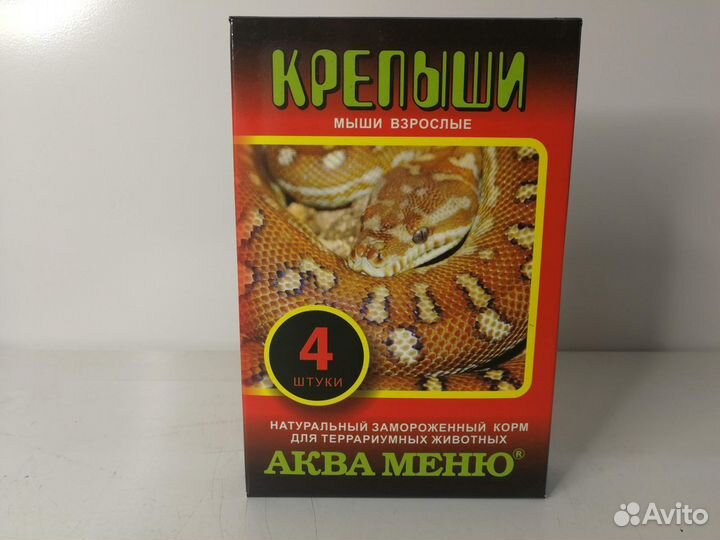 КРЕПЫШИ
МЫШИ ВЗРОСЛЫЕ
4
ШТУКИ
НАТУРАЛЬНЫЙ ЗАМОРОЖЕННЫЙ КОРМ
ДЛЯ ТЕРРАРИУМНЫХ ЖИВОТНЫХ
АКВА МЕНЮ®
Avito